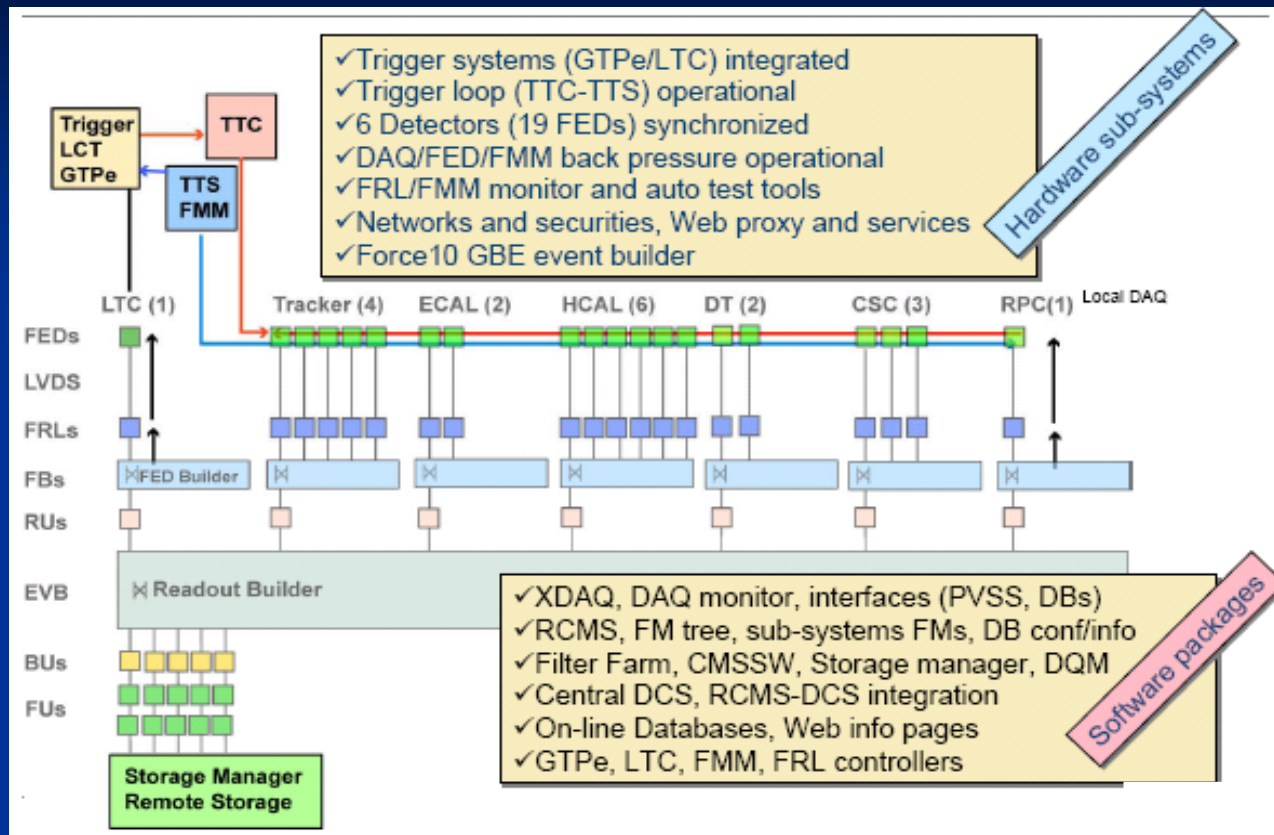 ✓Trigger systems (GTPe/LTC) integrated
✓Trigger loop (TTC-TTS) operational
✓6 Detectors (19 FEDs) synchronized
✓DAQ/FED/FMM back pressure operational
✓FRL/FMM monitor and auto test tools
✓Networks and securities, Web proxy and services
✓Force10 GBE event builder
Hardware sub-systems
Trigger
LCT
GTPe
TTC
TTS
FMM
LTC (1) Tracker (4) ECAL (2) HCAL (6) DT (2) CSC (3) RPC(1) Local DAQ
FEDs
LVDS
FRLs
FBs
FED Builder
RUs
EVB
Readout Builder
BUs
FUs
✓XDAQ, DAQ monitor, interfaces (PVSS, DBs)
✓RCMS, FM tree, sub-systems FMs, DB conf/info
✓Filter Farm, CMSSW, Storage manager, DQM
✓Central DCS, RCMS-DCS integration
✓On-line Databases, Web info pages
✓GTPe, LTC, FMM, FRL controllers
Software packages
Storage Manager
Remote Storage